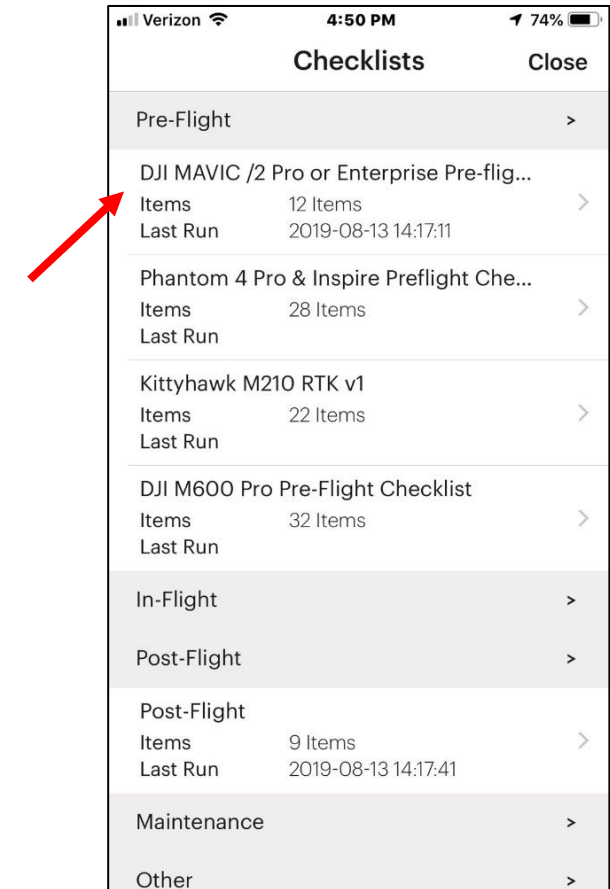 Verizon 4:50 PM 74%
Checklists Close
Pre-Flight >
DJI MAVIC /2 Pro or Enterprise Pre-flig...
Items 12 Items
Last Run 2019-08-13 14:17:11
Phantom 4 Pro & Inspire Preflight Che...
Items 28 Items
Last Run
Kittyhawk M210 RTK v1
Items 22 Items
Last Run
DJI M600 Pro Pre-Flight Checklist
Items 32 Items
Last Run
In-Flight >
Post-Flight >
Post-Flight
Items 9 Items
Last Run 2019-08-13 14:17:41
Maintenance >
Other >